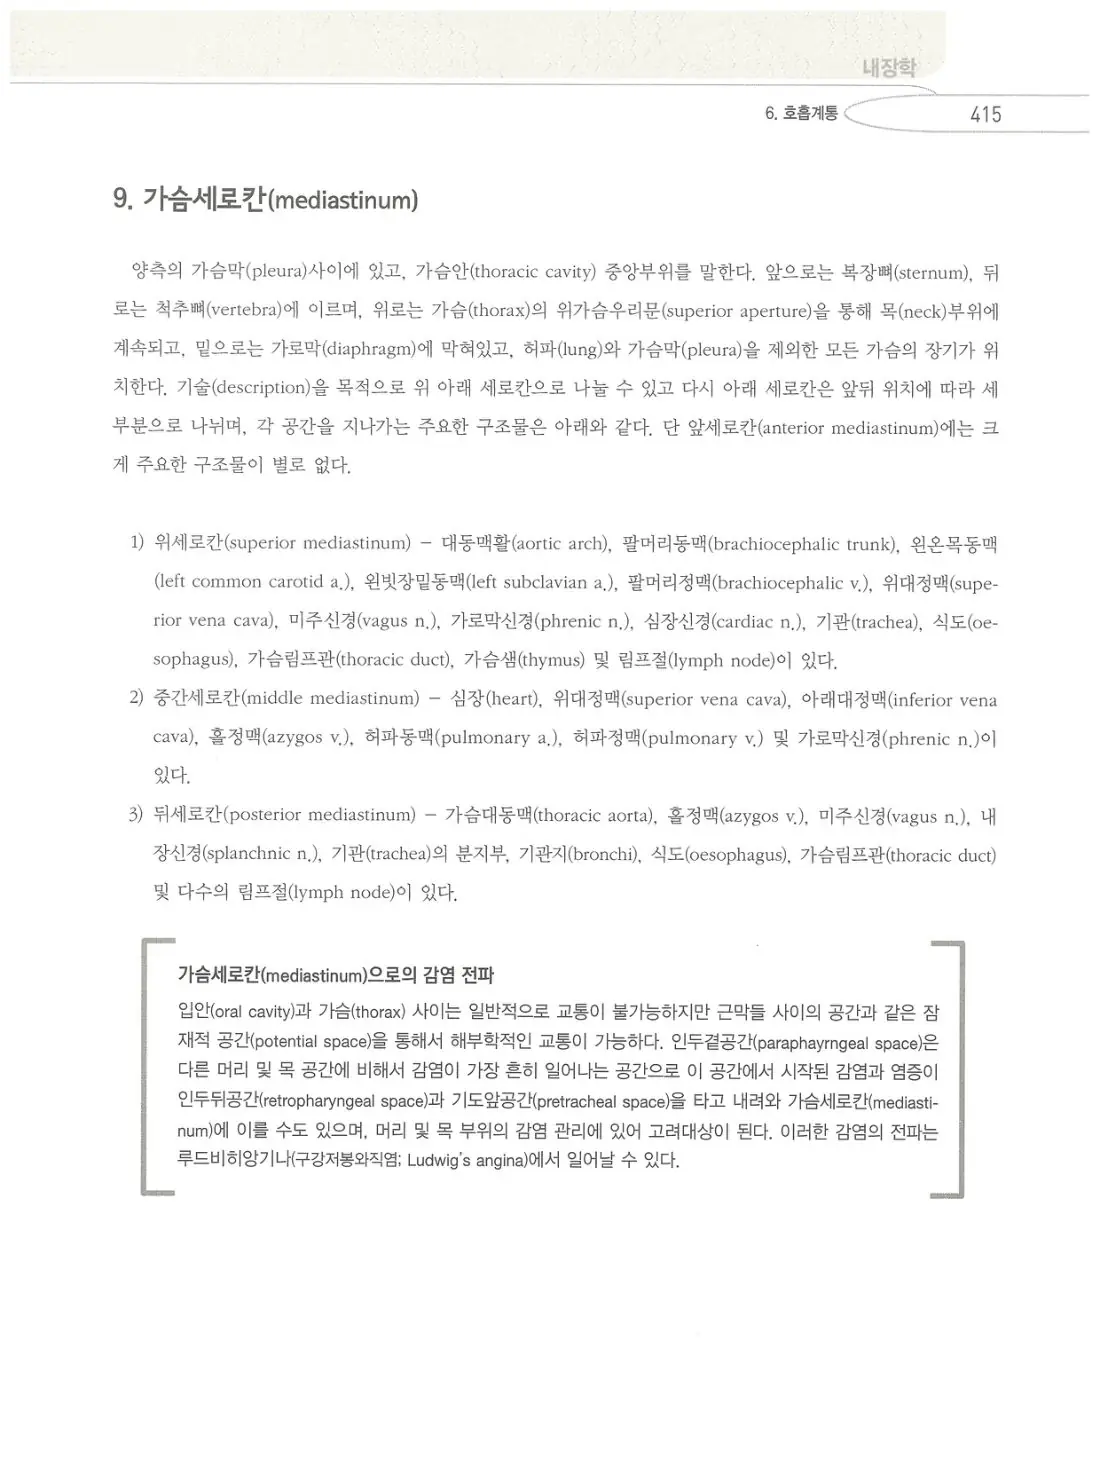 내장학
6. 호흡계통
415
9. 가슴세로칸(mediastinum)
양측의 가슴막(pleura)사이에 있고, 가슴안(thoracic cavity) 중앙부위를 말한다. 앞으로는 복장뼈(sternum), 뒤
로는 척추뼈(vertebra)에 이르며, 위로는 가슴(thorax)의 위가슴우리문(superior aperture)을 통해 목(neck)부위에
계속되고, 밑으로는 가로막(diaphragm)에 막혀있고, 허파(lung)와 가슴막(pleura)을 제외한 모든 가슴의 장기가 위
치한다. 기술(description)을 목적으로 위 아래 세로칸으로 나눌 수 있고 다시 아래 세로칸은 앞뒤 위치에 따라 세
부분으로 나뉘며, 각 공간을 지나가는 주요한 구조물은 아래와 같다. 단 앞세로칸(anterior mediastinum)에는 크
게 주요한 구조물이 별로 없다.
1) 위세로칸(superior mediastinum) - 대동맥활(aortic arch), 팔머리동맥(brachiocephalic trunk), 왼온목동맥
(left common carotid a.), 왼빗장밑동맥(left subclavian a.), 팔머리정맥(brachiocephalic v.), 위대정맥(supe-
rior vena cava), 미주신경(vagus n.), 가로막신경(phrenic n.), 심장신경(cardiac n.), 기관(trachea), 식도(oe-
sophagus), 가슴림프관(thoracic duct), 가슴샘(thymus) 및 림프절(lymph node)이 있다.
2) 중간세로칸(middle mediastinum) - 심장(heart), 위대정맥(superior vena cava), 아래대정맥(inferior vena
cava), 홀정맥(azygos v.), 허파동맥(pulmonary a.), 허파정맥(pulmonary v.) 및 가로막신경(phrenic n.)이
있다.
3) 뒤세로칸(posterior mediastinum) - 가슴대동맥(thoracic aorta), 홀정맥(azygos v.), 미주신경(vagus n.), 내
장신경(splanchnic n.), 기관(trachea)의 분지부, 기관지(bronchi), 식도(oesophagus), 가슴림프관(thoracic duct)
및 다수의 림프절(lymph node)이 있다.
가슴세로칸(mediastinum)으로의 감염 전파
입안(oral cavity)과 가슴(thorax) 사이는 일반적으로 교통이 불가능하지만 근막들 사이의 공간과 같은 잠
재적 공간(potential space)을 통해서 해부학적인 교통이 가능하다. 인두곁공간(paraphayrngeal space)은
다른 머리 및 목 공간에 비해서 감염이 가장 흔히 일어나는 공간으로 이 공간에서 시작된 감염과 염증이
인두뒤공간(retropharyngeal space)과 기도앞공간(pretracheal space)을 타고 내려와 가슴세로칸(mediasti-
num)에 이를 수도 있으며, 머리 및 목 부위의 감염 관리에 있어 고려대상이 된다. 이러한 감염의 전파는
루드비히앙기나(구강저봉와직염; Ludwig's angina)에서 일어날 수 있다.